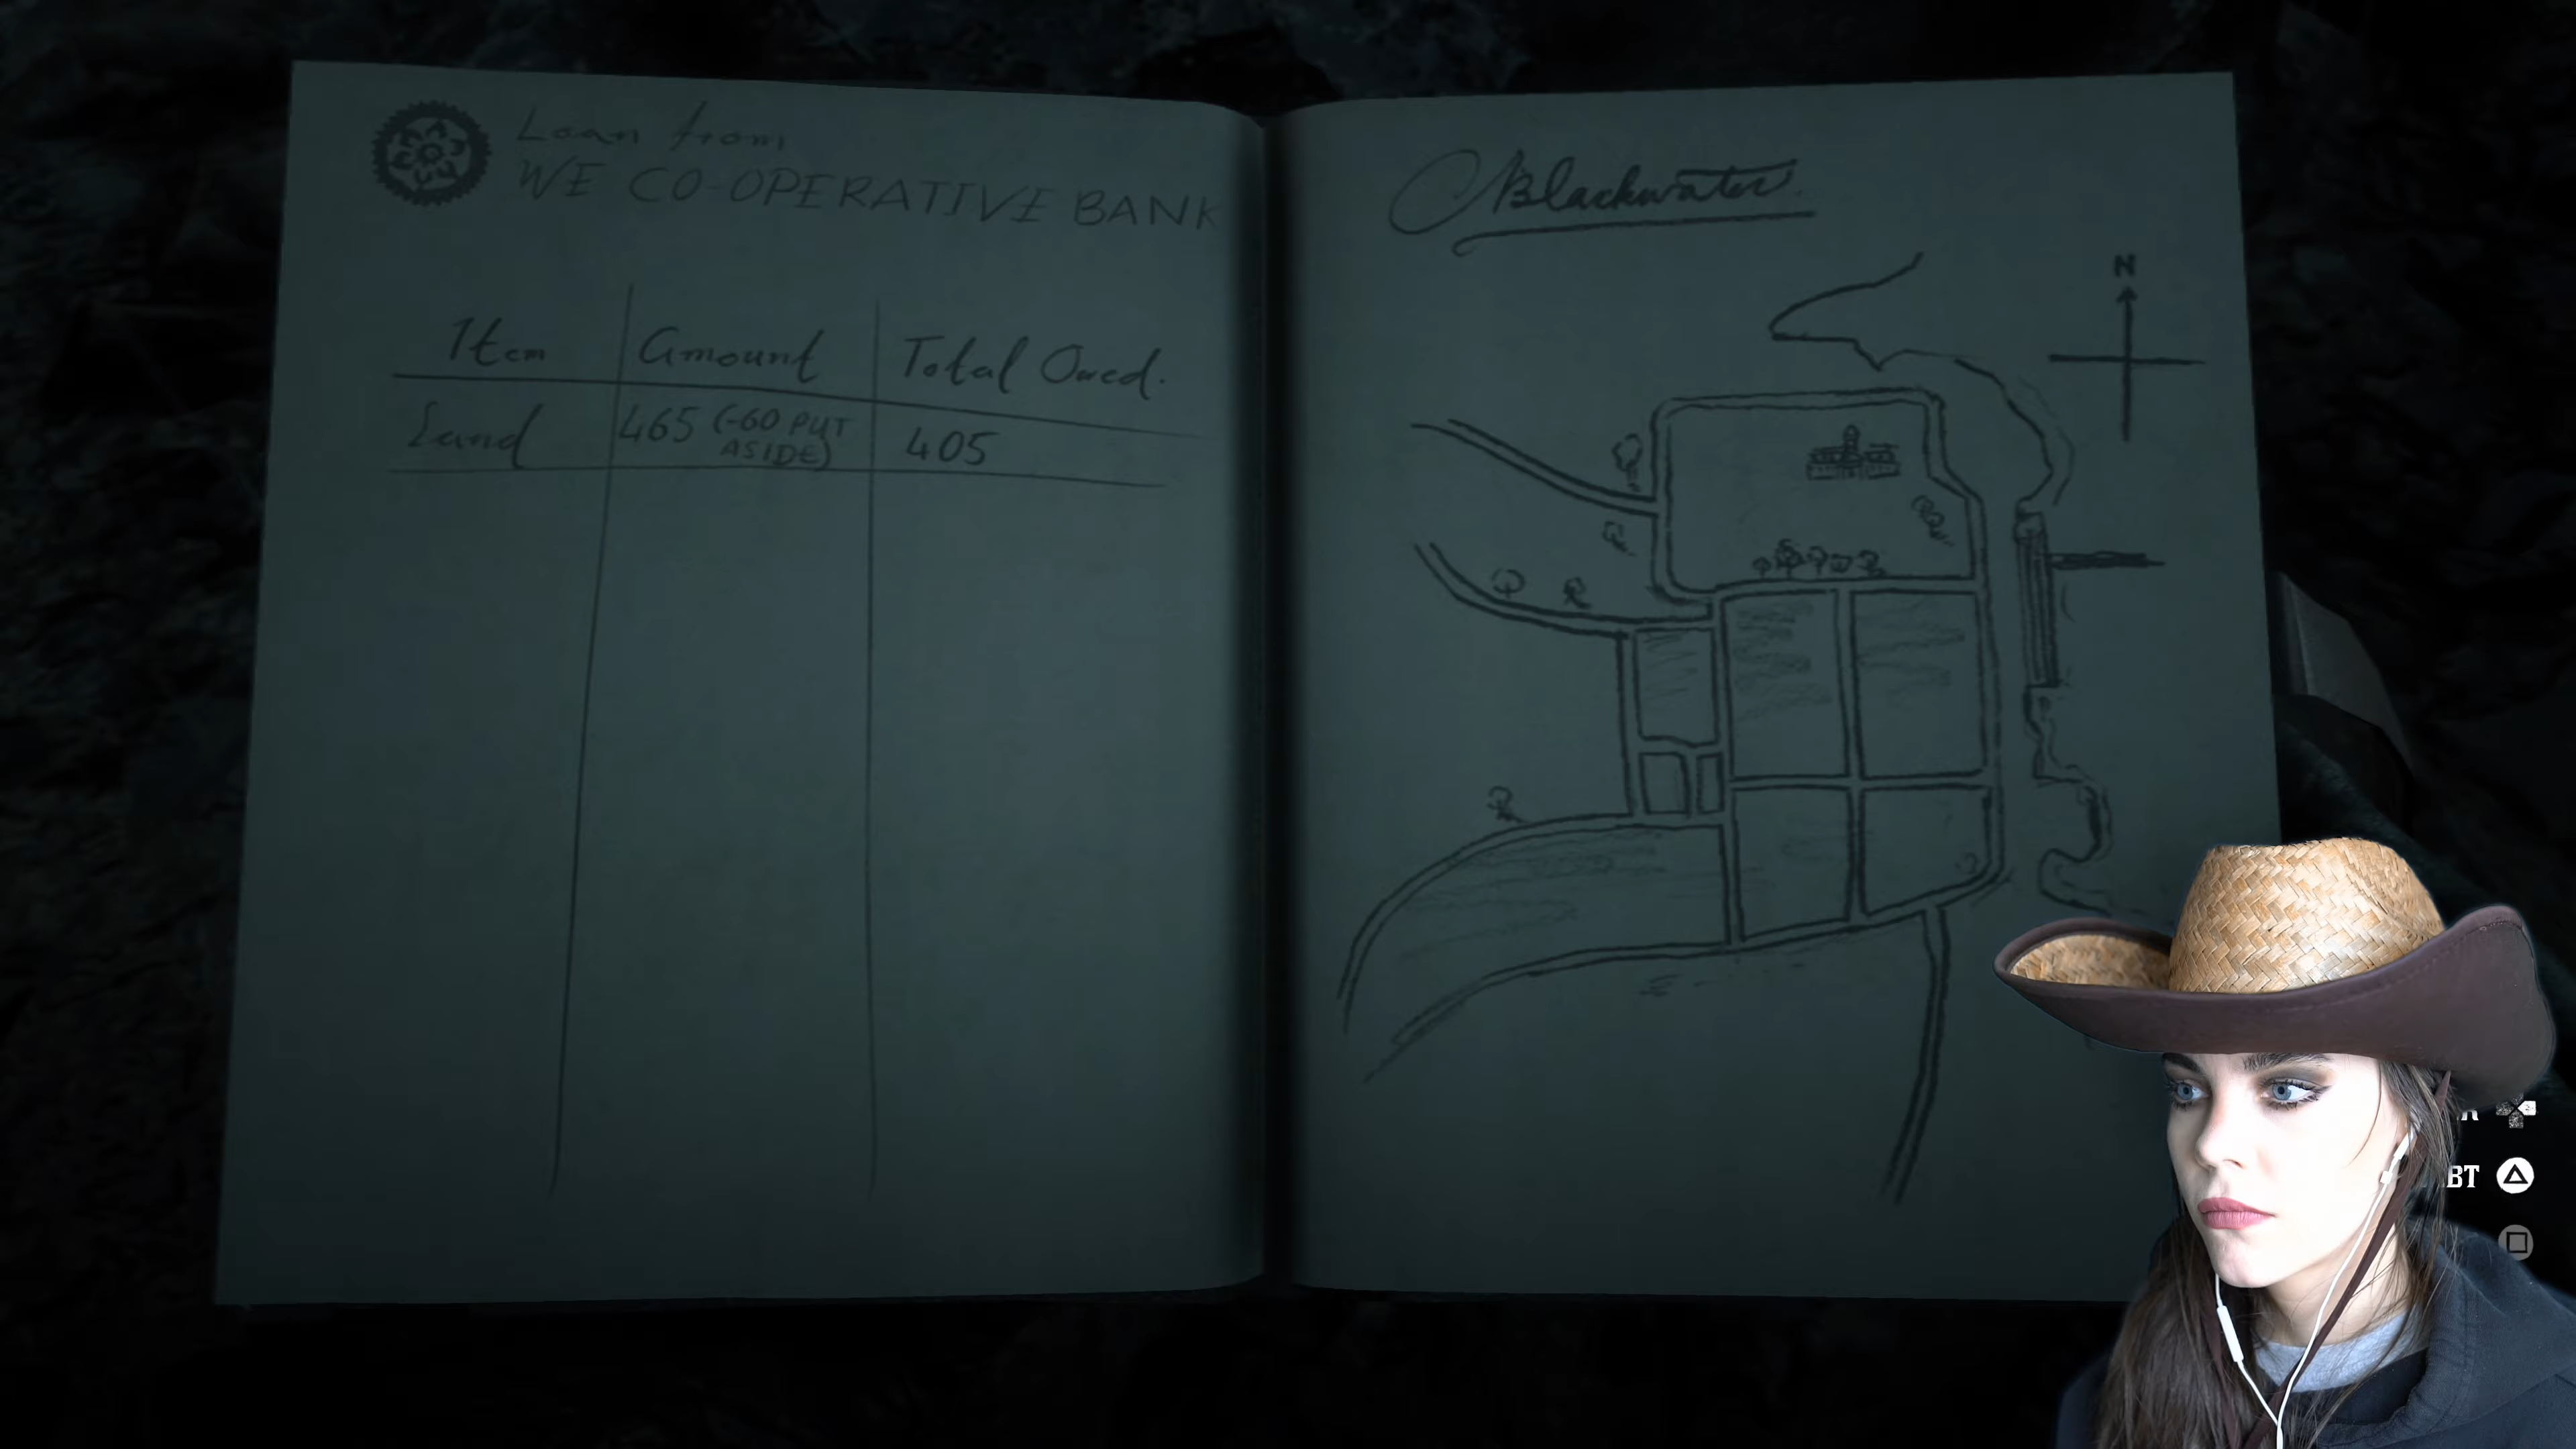 Loan from
WE CO-OPERATIVE BANK
Item Amount Total Owed.
Land 465 (-60 PUT ASIDE) 405
Blackwater.
N
BT